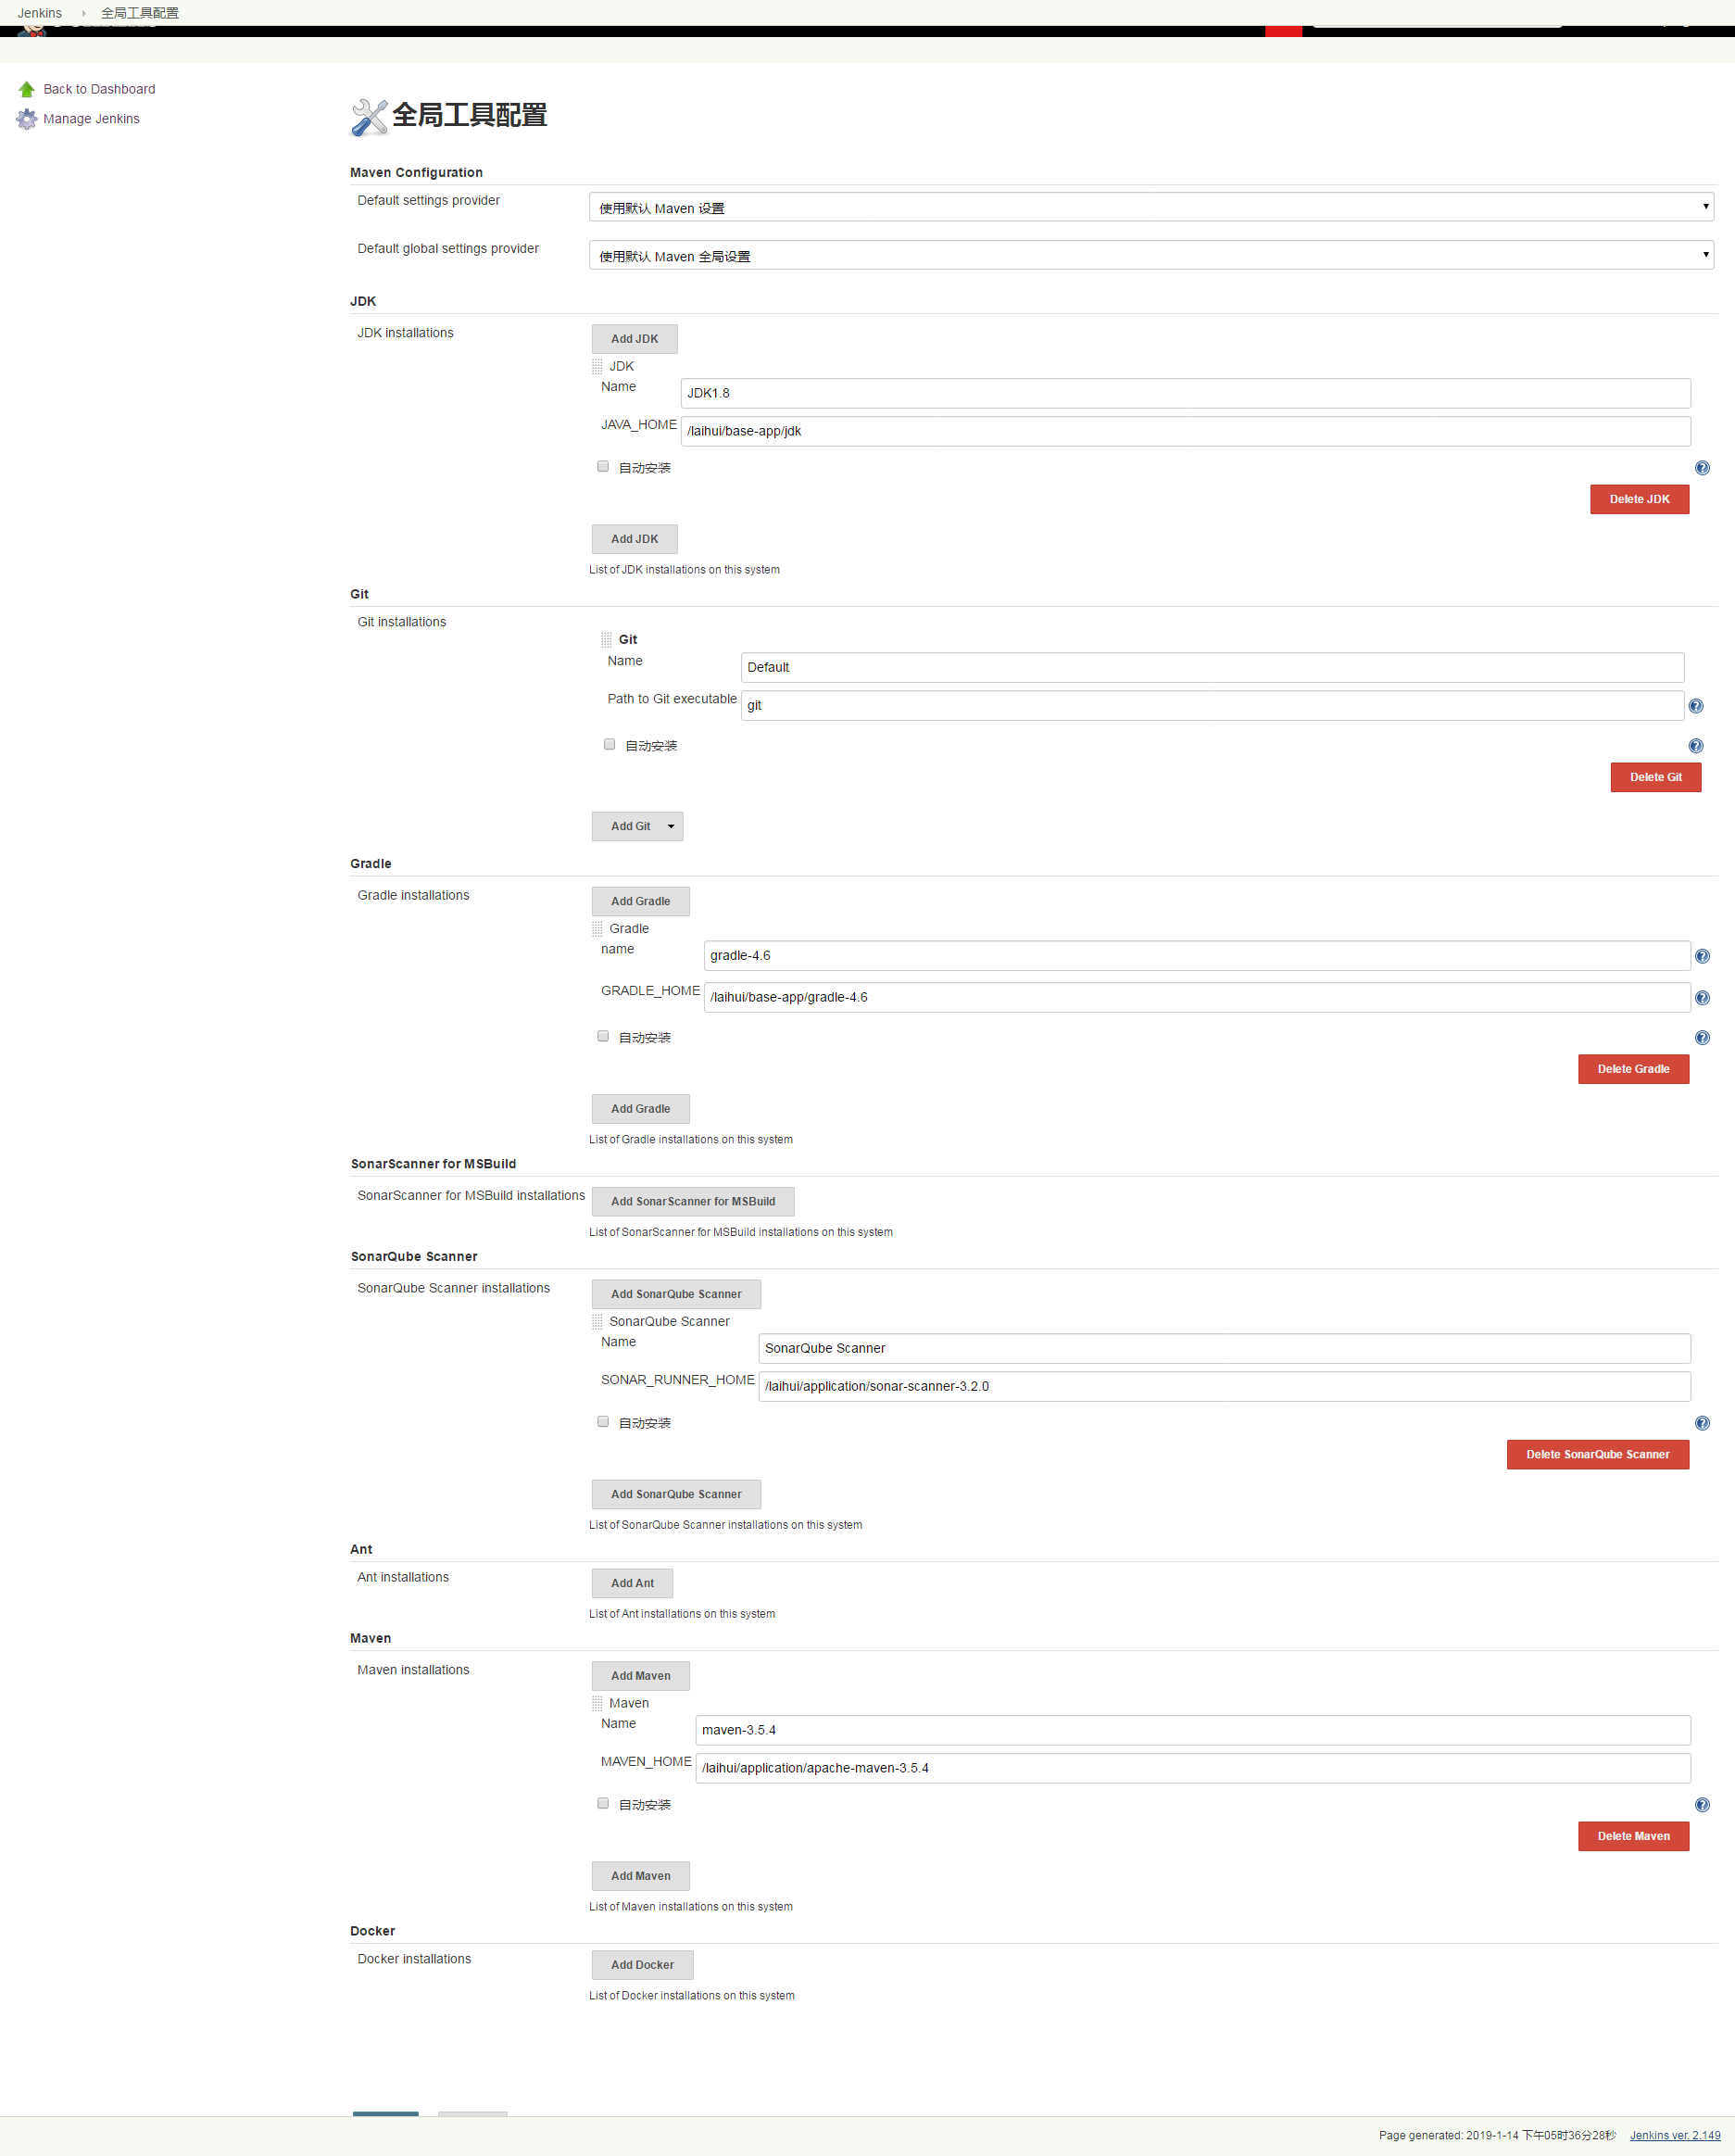 Jenkins 全局工具配置
Back to Dashboard
Manage Jenkins
全局工具配置
Maven Configuration
Default settings provider 使用默认 Maven 设置
Default global settings provider 使用默认 Maven 全局设置
JDK
JDK installations Add JDK
JDK
Name JDK1.8
JAVA_HOME /laihui/base-app/jdk
自动安装
Delete JDK
Add JDK
List of JDK installations on this system
Git
Git installations
Git
Name Default
Path to Git executable git
自动安装
Delete Git
Add Git
Gradle
Gradle installations Add Gradle
Gradle
name gradle-4.6
GRADLE_HOME /laihui/base-app/gradle-4.6
自动安装
Delete Gradle
Add Gradle
List of Gradle installations on this system
SonarScanner for MSBuild
SonarScanner for MSBuild installations Add SonarScanner for MSBuild
List of SonarScanner for MSBuild installations on this system
SonarQube Scanner
SonarQube Scanner installations Add SonarQube Scanner
SonarQube Scanner
Name SonarQube Scanner
SONAR_RUNNER_HOME /laihui/application/sonar-scanner-3.2.0
自动安装
Delete SonarQube Scanner
Add SonarQube Scanner
List of SonarQube Scanner installations on this system
Ant
Ant installations Add Ant
List of Ant installations on this system
Maven
Maven installations Add Maven
Maven
Name maven-3.5.4
MAVEN_HOME /laihui/application/apache-maven-3.5.4
自动安装
Delete Maven
Add Maven
List of Maven installations on this system
Docker
Docker installations Add Docker
List of Docker installations on this system
Page generated: 2019-1-14 下午05时36分28秒 Jenkins ver. 2.149